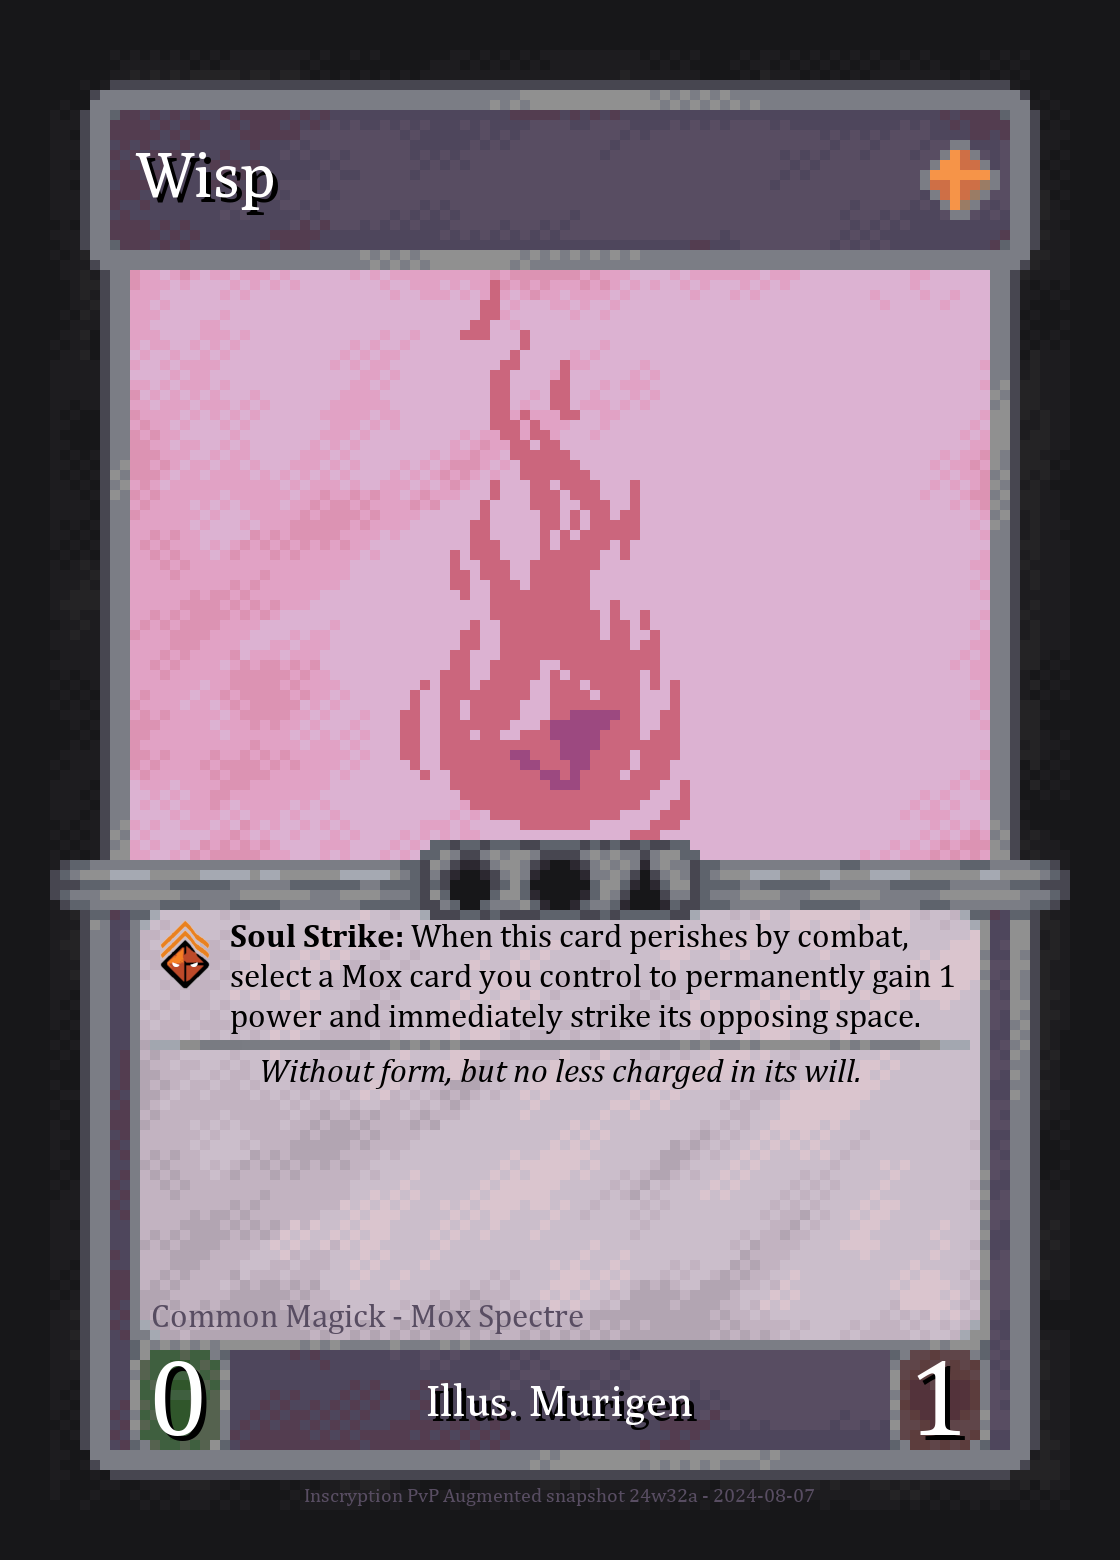 Wisp
Soul Strike: When this card perishes by combat,
select a Mox card you control to permanently gain 1
power and immediately strike its opposing space.
Without form, but no less charged in its will.
Common Magick - Mox Spectre
0
Illus. Murigen
1
Inscryption PvP Augmented snapshot 24w32a - 2024-08-07